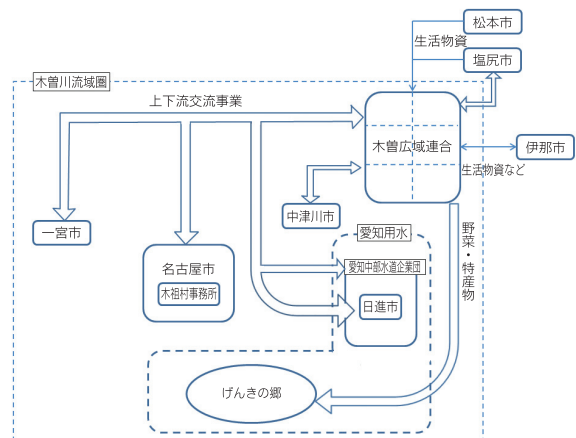 松本市
生活物資
塩尻市
木曽川流域圏
上下流交流事業
木曽広域連合
伊那市
生活物資など
中津川市
一宮市
野菜・特産物
愛知用水
名古屋市
愛知中部水道企業団
木祖村事務所
日進市
げんきの郷